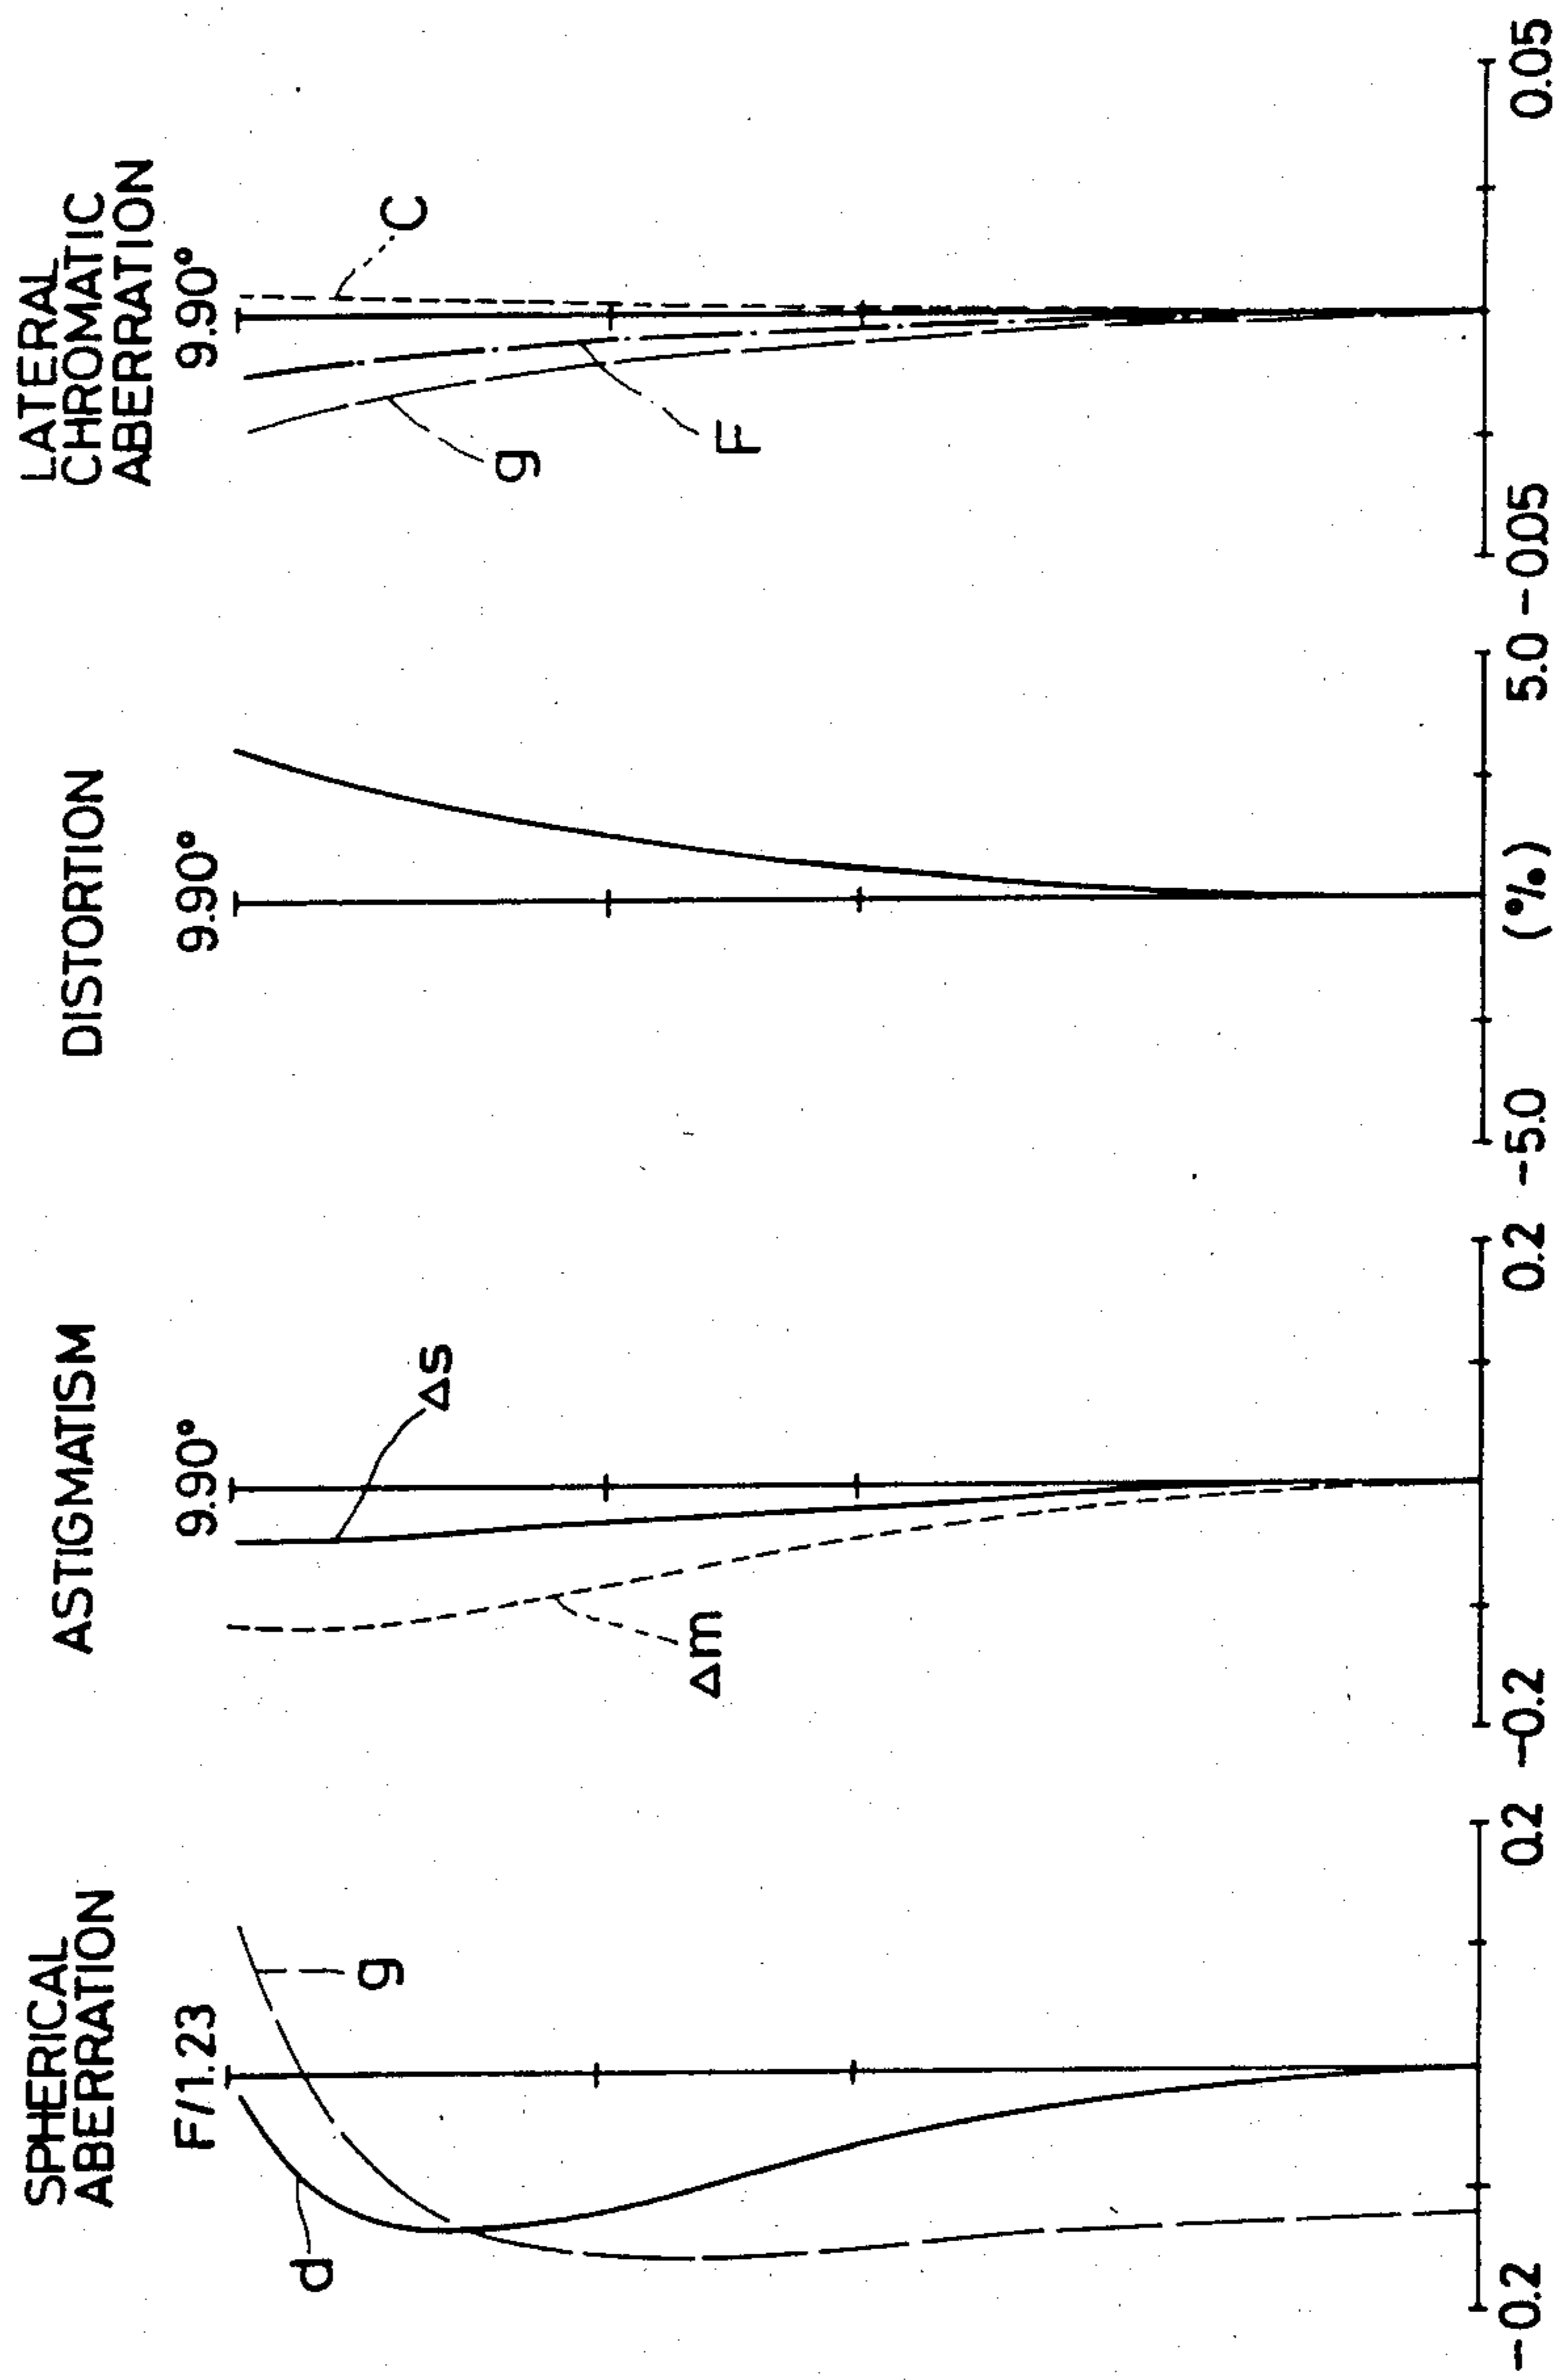 SPHERICAL
ABERRATION
F/1.23
g
d
-0.2
0.2
ASTIGMATISM
9.90°
Δs
Δm
-0.2
0.2
DISTORTION
9.90°
-5.0
(%)
5.0
LATERAL
CHROMATIC
ABERRATION
9.90°
C
g
F
-0.05
0.05